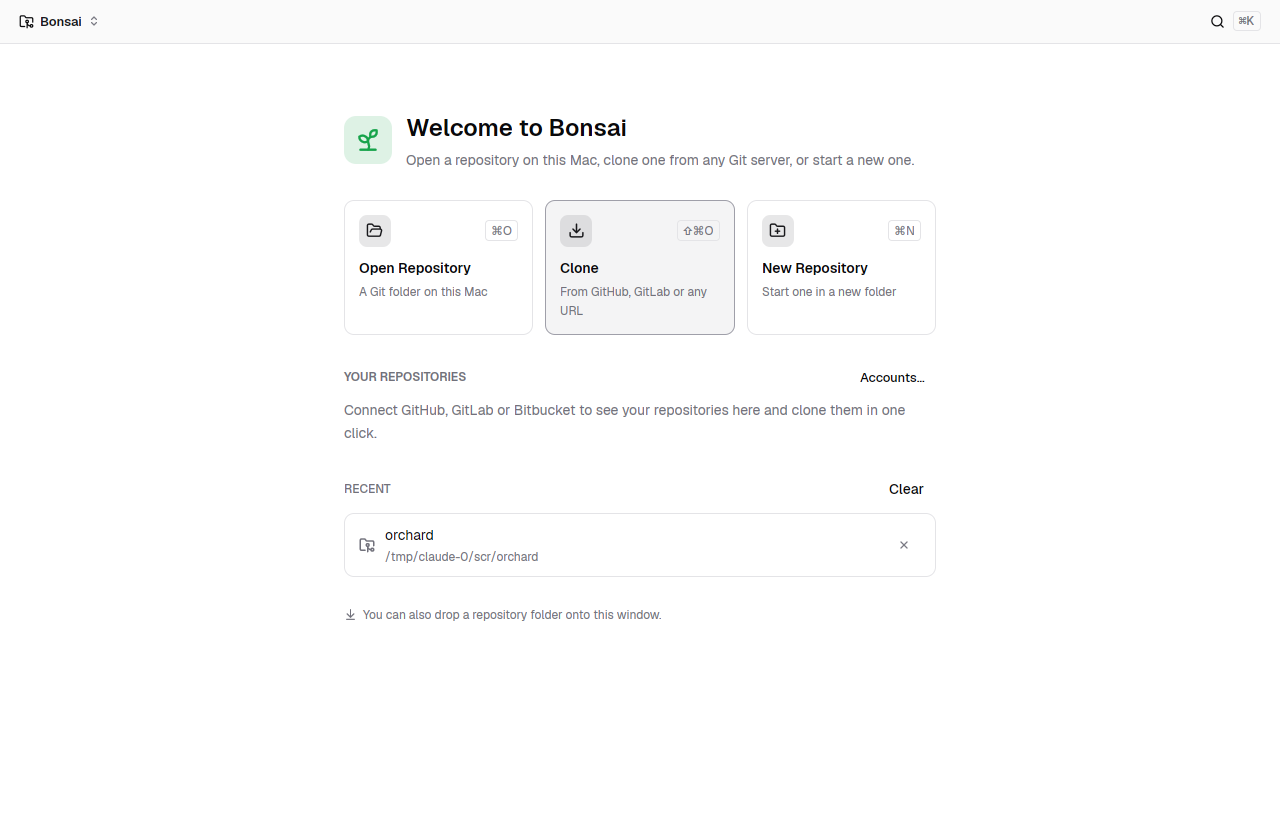 Bonsai
⌘K
Welcome to Bonsai
Open a repository on this Mac, clone one from any Git server, or start a new one.
⌘O
Open Repository
A Git folder on this Mac
⇧⌘O
Clone
From GitHub, GitLab or any
URL
⌘N
New Repository
Start one in a new folder
YOUR REPOSITORIES
Accounts…
Connect GitHub, GitLab or Bitbucket to see your repositories here and clone them in one
click.
RECENT
Clear
orchard
/tmp/claude-0/scr/orchard
You can also drop a repository folder onto this window.